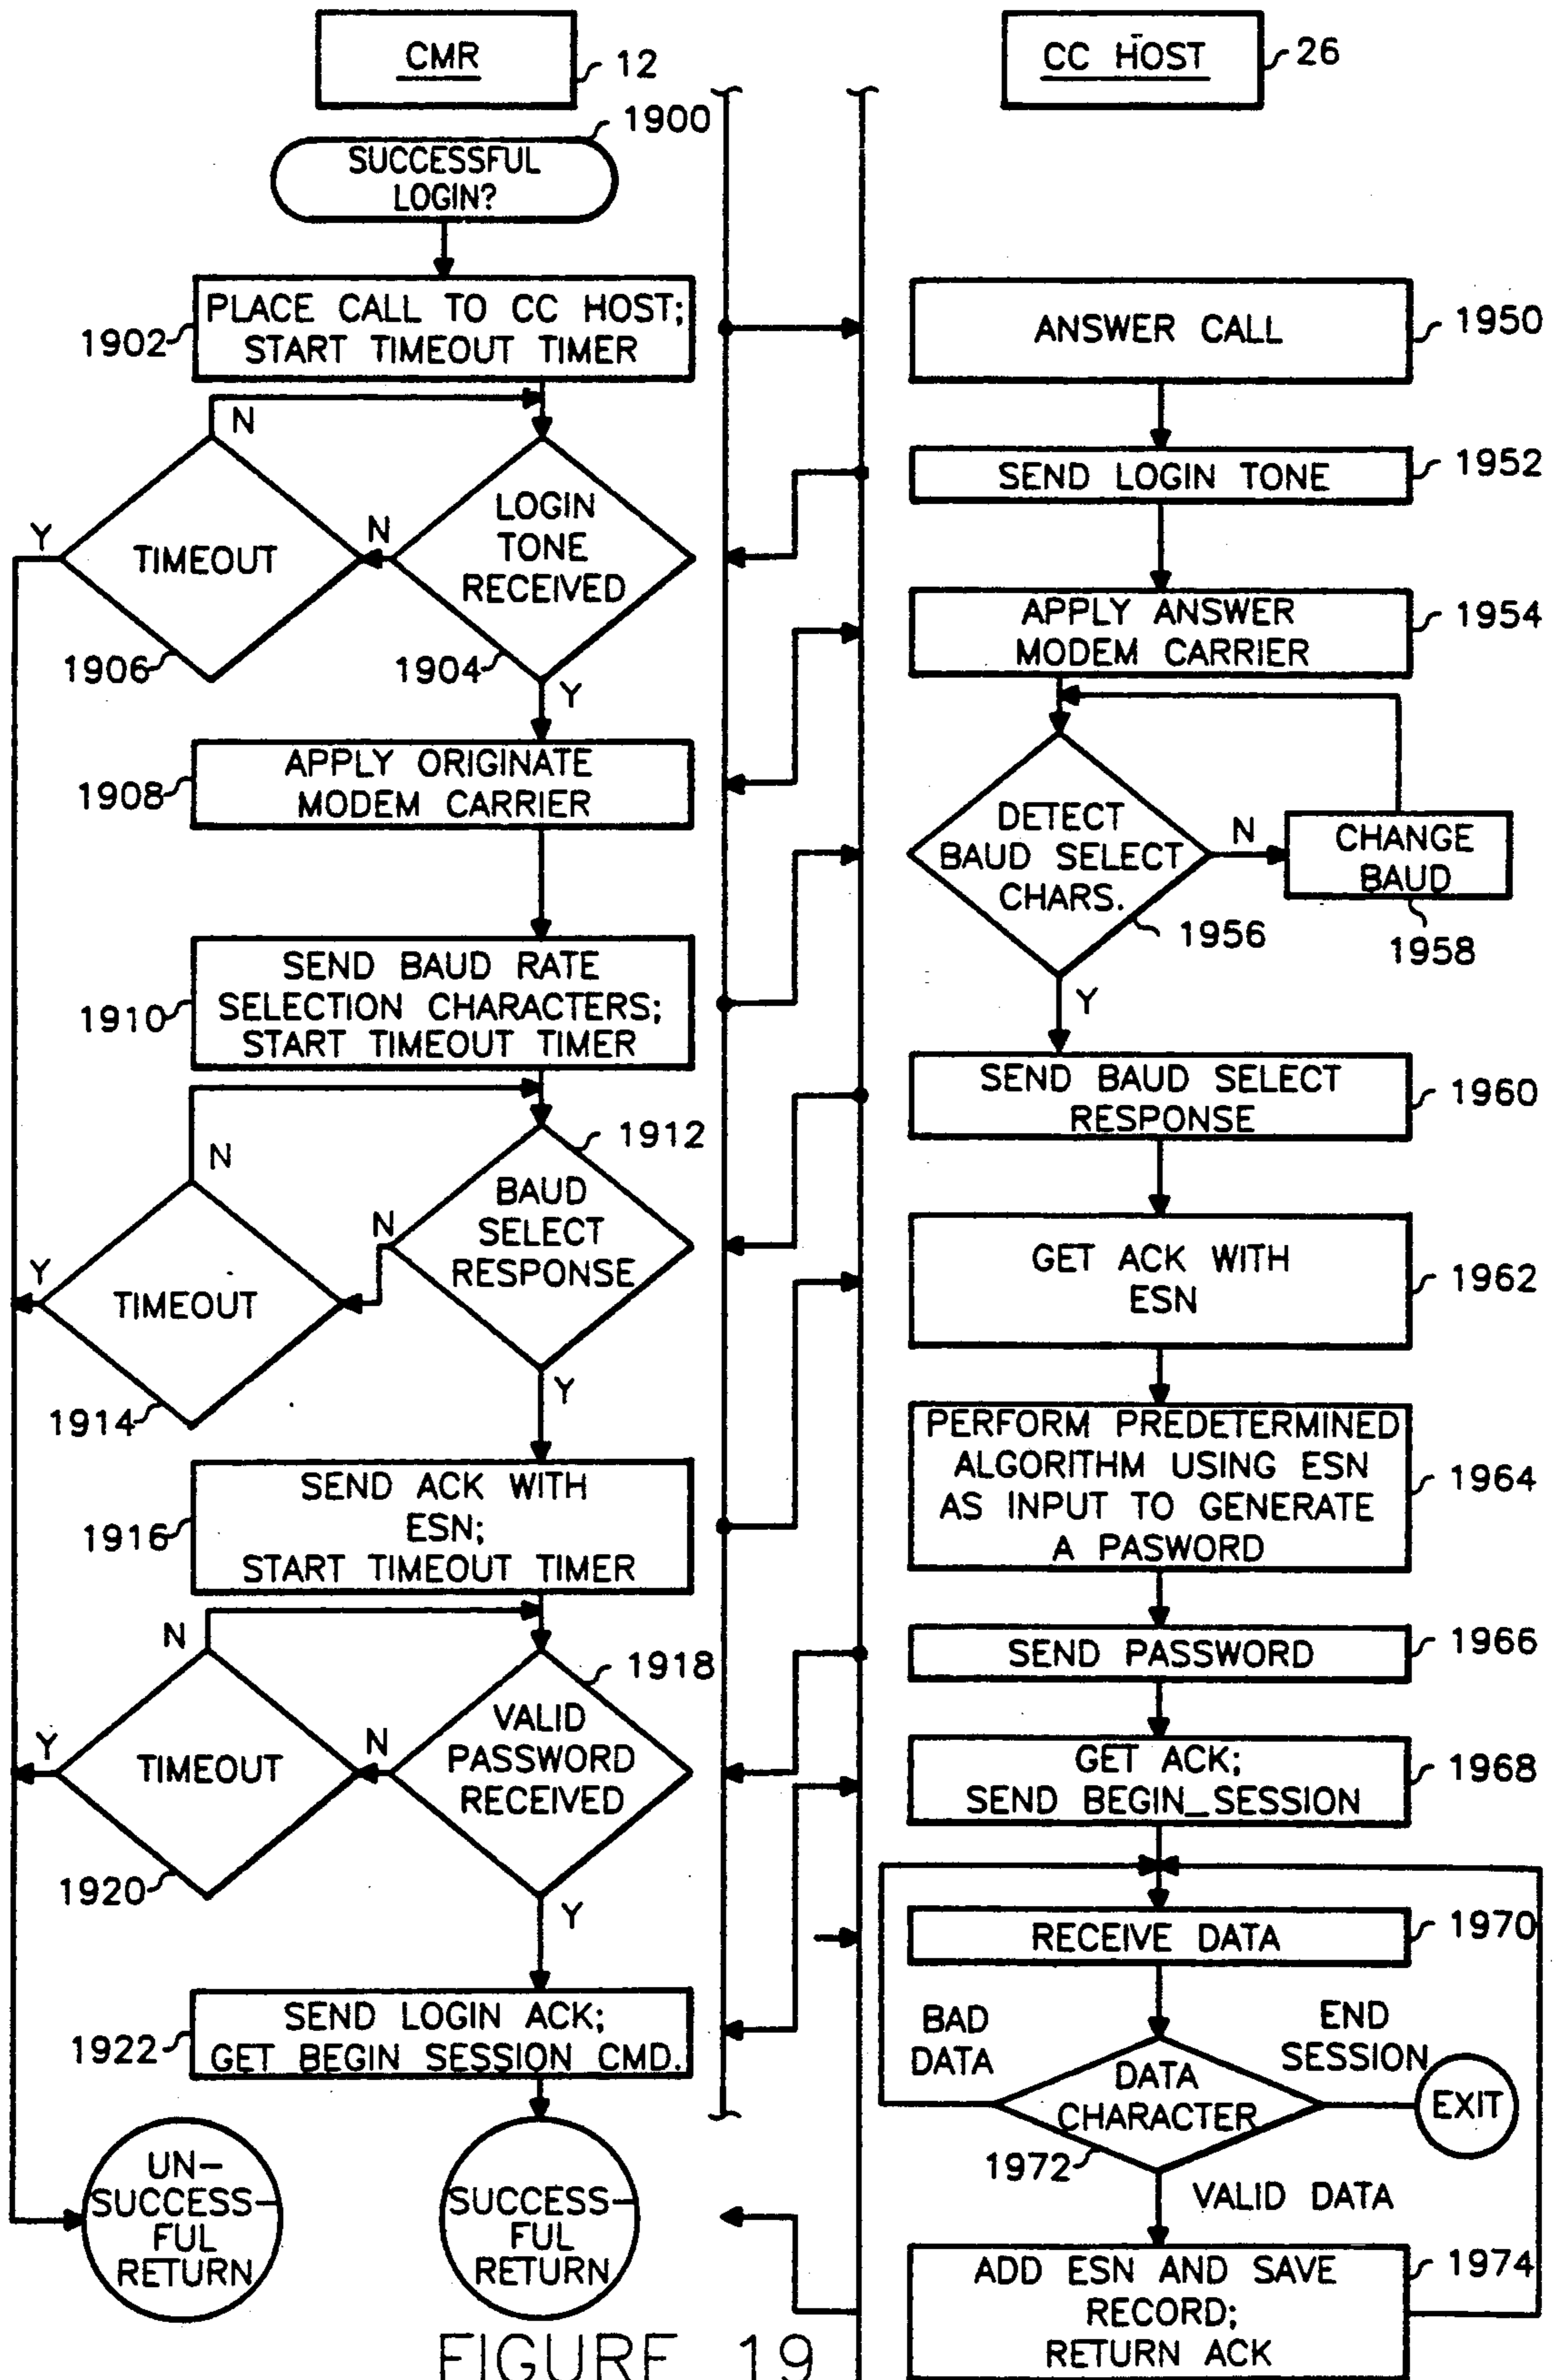 CMR
12
CC HOST
26
1900
SUCCESSFUL
LOGIN?
PLACE CALL TO CC HOST;
START TIMEOUT TIMER
1902
N
Y
TIMEOUT
N
LOGIN
TONE
RECEIVED
1906
1904
Y
APPLY ORIGINATE
MODEM CARRIER
1908
SEND BAUD RATE
SELECTION CHARACTERS;
START TIMEOUT TIMER
1910
1912
N
BAUD
SELECT
RESPONSE
N
Y
TIMEOUT
1914
Y
SEND ACK WITH
ESN;
START TIMEOUT TIMER
1916
N
1918
Y
TIMEOUT
N
VALID
PASSWORD
RECEIVED
1920
Y
SEND LOGIN ACK;
GET BEGIN SESSION CMD.
1922
UN-
SUCCESS-
FUL
RETURN
SUCCESS-
FUL
RETURN
ANSWER CALL
1950
SEND LOGIN TONE
1952
APPLY ANSWER
MODEM CARRIER
1954
DETECT
BAUD SELECT
CHARS.
N
CHANGE
BAUD
1956
1958
Y
SEND BAUD SELECT
RESPONSE
1960
GET ACK WITH
ESN
1962
PERFORM PREDETERMINED
ALGORITHM USING ESN
AS INPUT TO GENERATE
A PASWORD
1964
SEND PASSWORD
1966
GET ACK;
SEND BEGIN_SESSION
1968
RECEIVE DATA
1970
BAD
DATA
END
SESSION
DATA
CHARACTER
EXIT
1972
VALID DATA
ADD ESN AND SAVE
RECORD;
RETURN ACK
1974
FIGURE 19